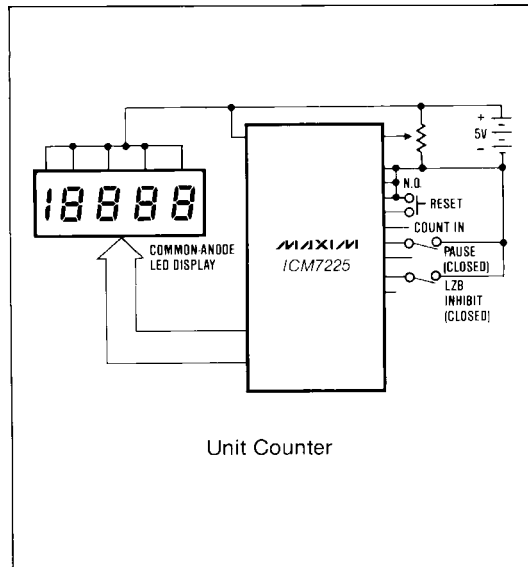 +
5V
−
N.O.
RESET
COUNT IN
PAUSE
(CLOSED)
LZB
INHIBIT
(CLOSED)
18888
COMMON-ANODE
LED DISPLAY
MAXIM
ICM7225
Unit Counter